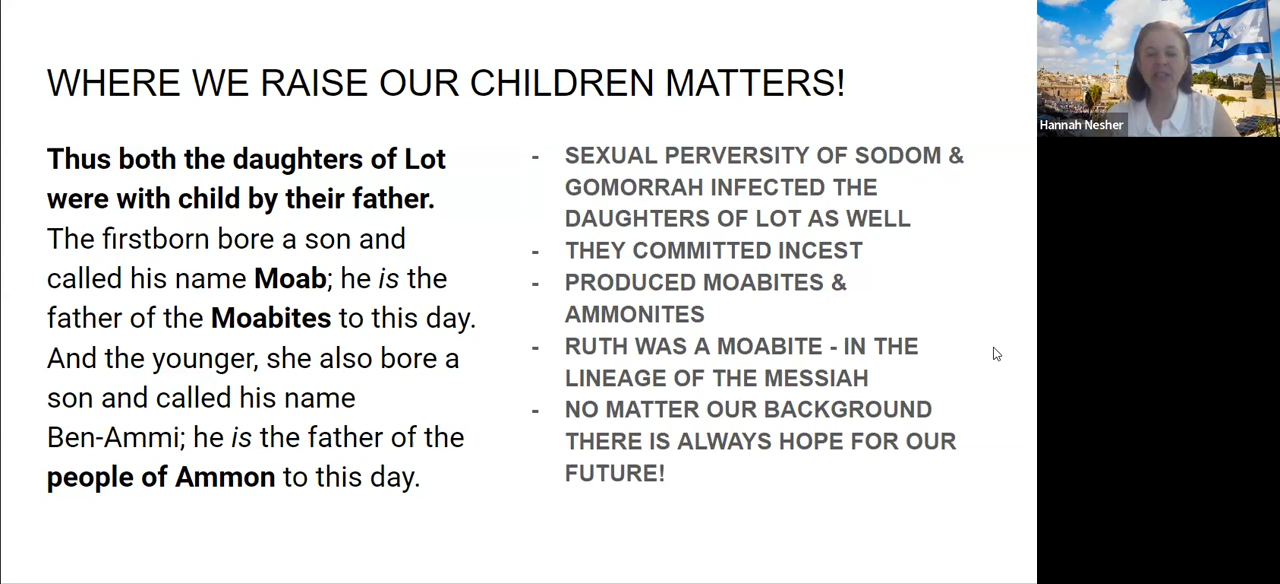 WHERE WE RAISE OUR CHILDREN MATTERS!
Thus both the daughters of Lot
were with child by their father.
The firstborn bore a son and
called his name Moab; he is the
father of the Moabites to this day.
And the younger, she also bore a
son and called his name
Ben-Ammi; he is the father of the
people of Ammon to this day.
- SEXUAL PERVERSITY OF SODOM &
GOMORRAH INFECTED THE
DAUGHTERS OF LOT AS WELL
- THEY COMMITTED INCEST
- PRODUCED MOABITES &
AMMONITES
- RUTH WAS A MOABITE - IN THE
LINEAGE OF THE MESSIAH
- NO MATTER OUR BACKGROUND
THERE IS ALWAYS HOPE FOR OUR
FUTURE!
Hannah Nesher